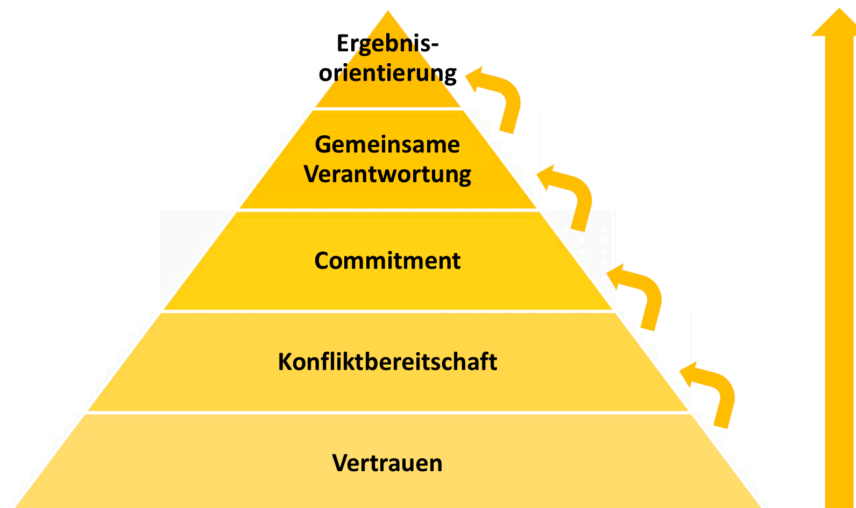 Ergebnis-
orientierung
Gemeinsame
Verantwortung
Commitment
Konfliktbereitschaft
Vertrauen